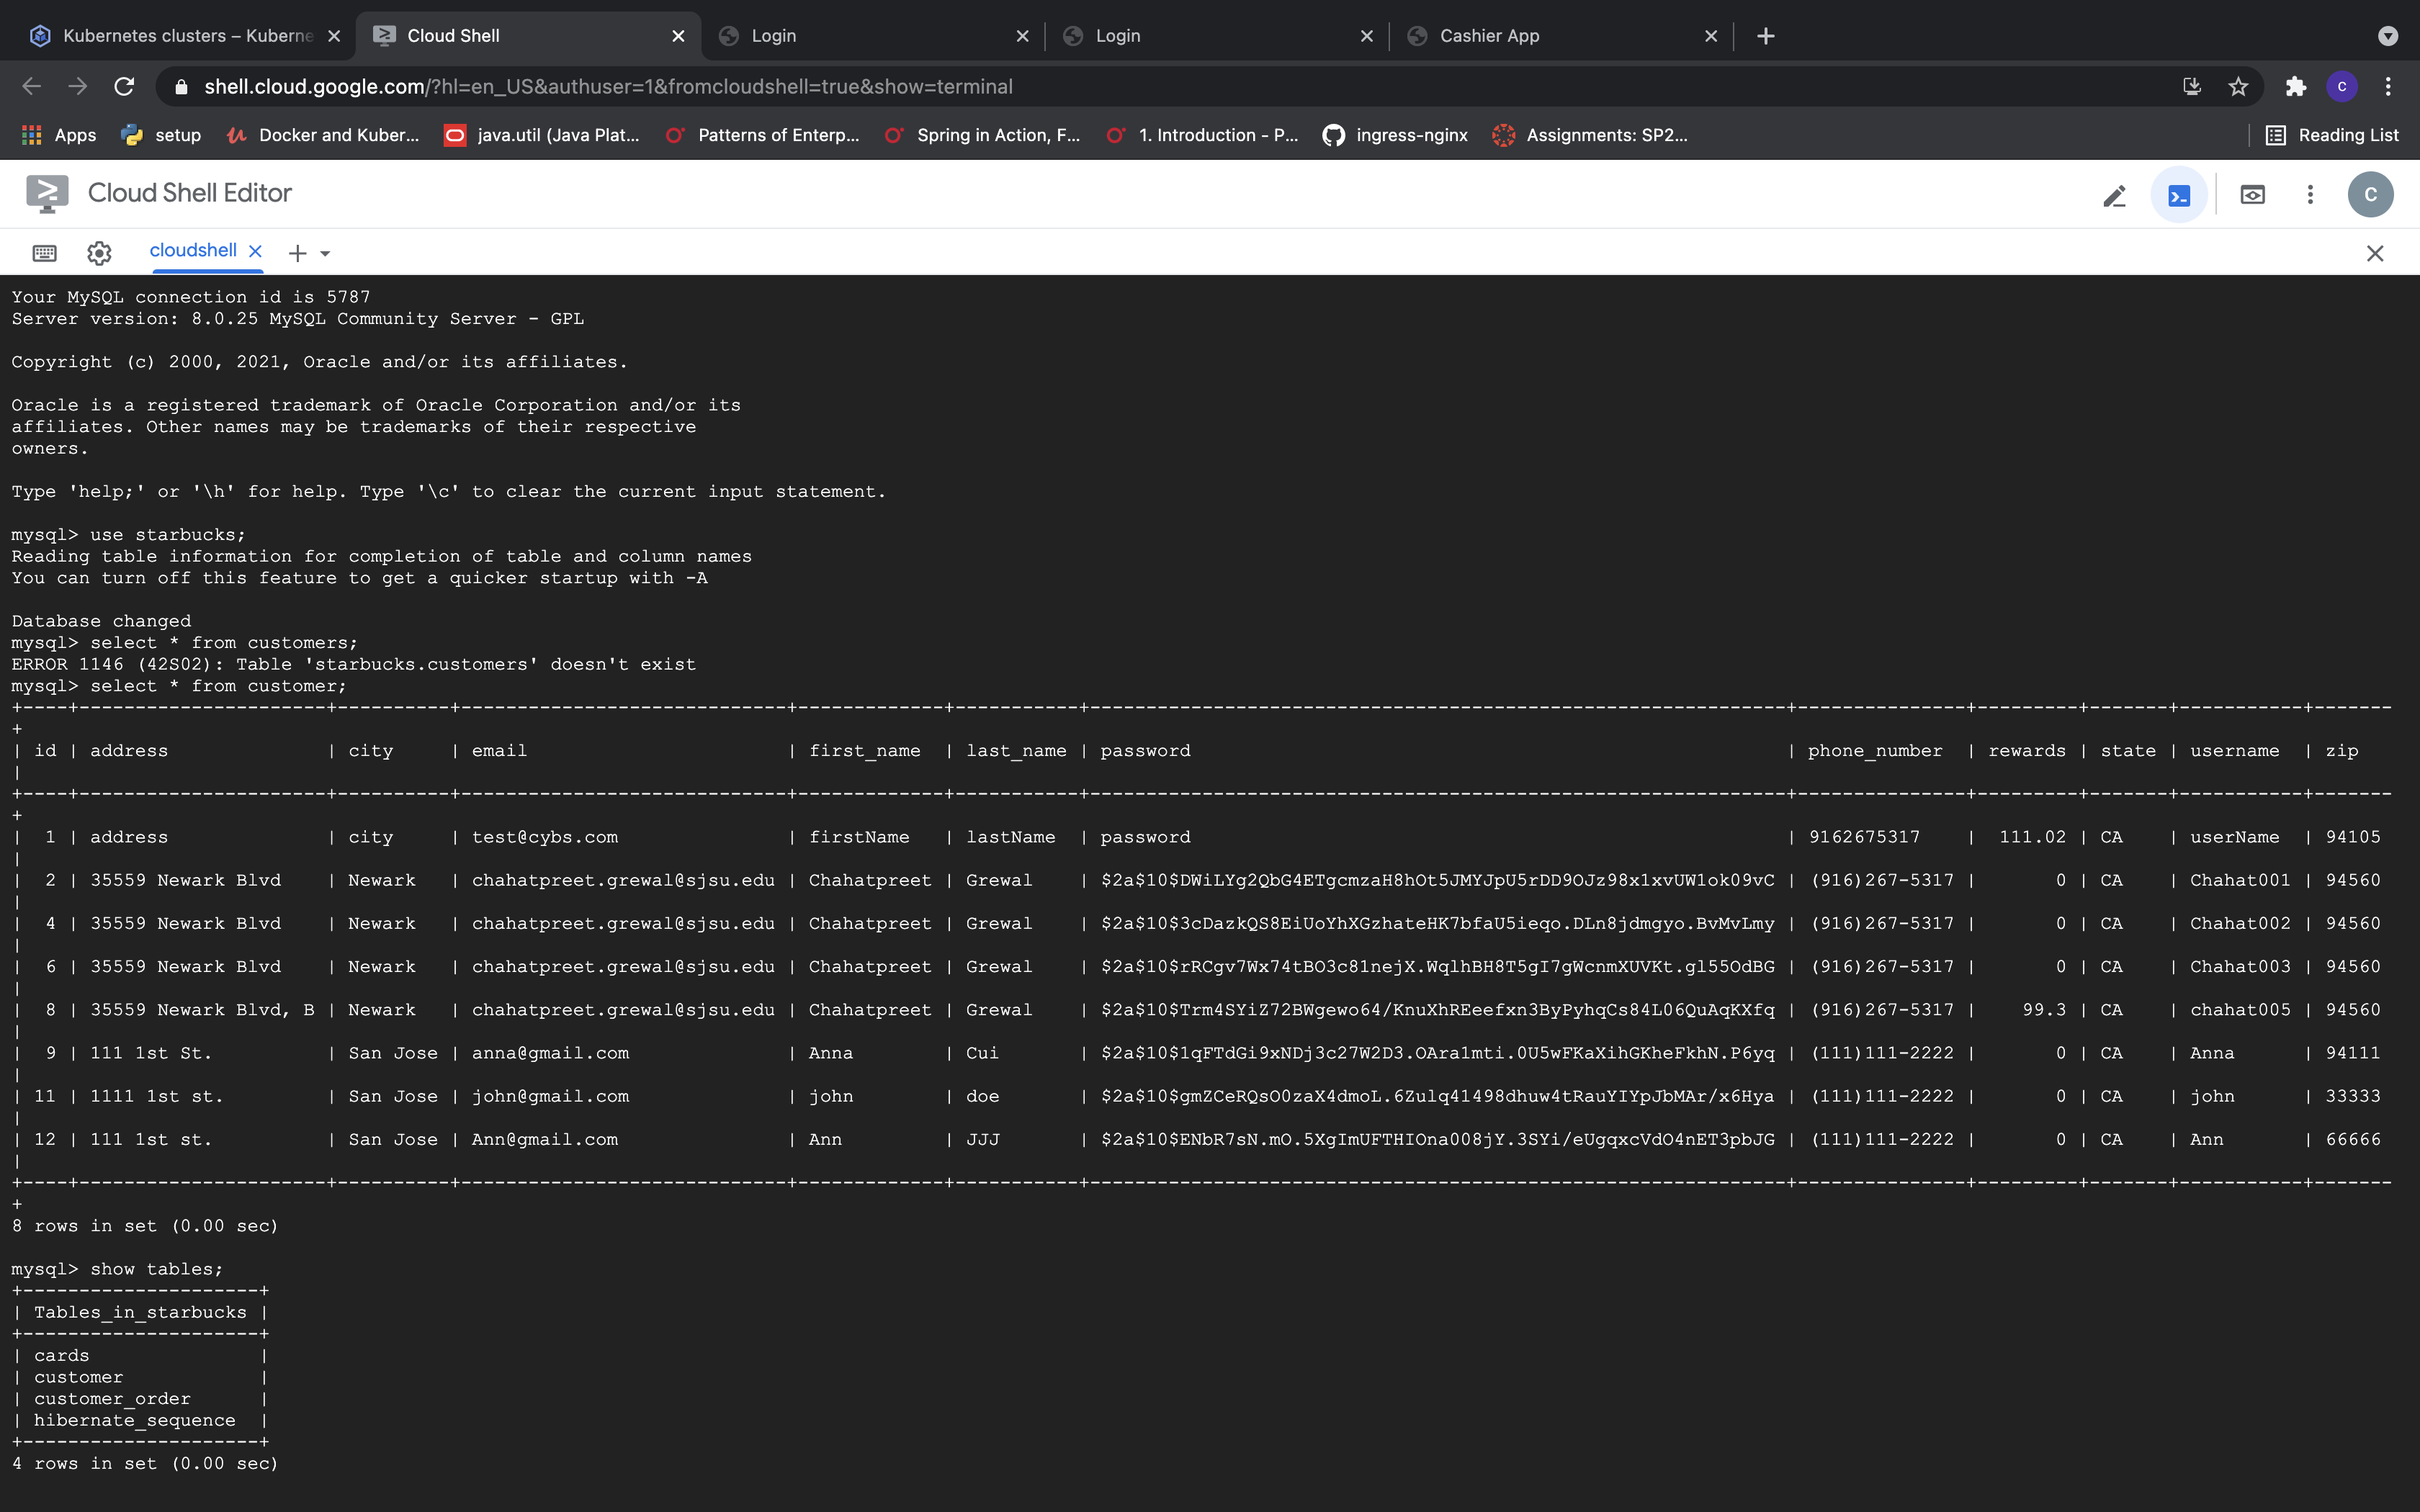 Kubernetes clusters – Kuberne
Cloud Shell
Login
Login
Cashier App
shell.cloud.google.com/?hl=en_US&authuser=1&fromcloudshell=true&show=terminal
C
Apps
setup
Docker and Kuber...
java.util (Java Plat...
Patterns of Enterp...
Spring in Action, F...
1. Introduction - P...
ingress-nginx
Assignments: SP2...
Reading List
Cloud Shell Editor
C
cloudshell
Your MySQL connection id is 5787
Server version: 8.0.25 MySQL Community Server - GPL
Copyright (c) 2000, 2021, Oracle and/or its affiliates.
Oracle is a registered trademark of Oracle Corporation and/or its
affiliates. Other names may be trademarks of their respective
owners.
Type 'help;' or '\h' for help. Type '\c' to clear the current input statement.
mysql> use starbucks;
Reading table information for completion of table and column names
You can turn off this feature to get a quicker startup with -A
Database changed
mysql> select * from customers;
ERROR 1146 (42S02): Table 'starbucks.customers' doesn't exist
mysql> select * from customer;
| id | address | city | email | first_name | last_name | password | phone_number | rewards | state | username | zip |
| 1 | address | city | test@cybs.com | firstName | lastName | password | 9162675317 | 111.02 | CA | userName | 94105 |
| 2 | 35559 Newark Blvd | Newark | chahatpreet.grewal@sjsu.edu | Chahatpreet | Grewal | $2a$10$DWiLYg2QbG4ETgcmzaH8hOt5JMYJpU5rDD9OJz98x1xvUW1ok09vC | (916)267-5317 | 0 | CA | Chahat001 | 94560 |
| 4 | 35559 Newark Blvd | Newark | chahatpreet.grewal@sjsu.edu | Chahatpreet | Grewal | $2a$10$3cDazkQS8EiUoYhXGzhateHK7bfaU5ieqo.DLn8jdmgyo.BvMvLmy | (916)267-5317 | 0 | CA | Chahat002 | 94560 |
| 6 | 35559 Newark Blvd | Newark | chahatpreet.grewal@sjsu.edu | Chahatpreet | Grewal | $2a$10$rRCgv7Wx74tBO3c81nejX.WqlhBH8T5gI7gWcnmXUVKt.gl55OdBG | (916)267-5317 | 0 | CA | Chahat003 | 94560 |
| 8 | 35559 Newark Blvd, B | Newark | chahatpreet.grewal@sjsu.edu | Chahatpreet | Grewal | $2a$10$Trm4SYiZ72BWgewo64/KnuXhREeefxn3ByPyhqCs84L06QuAqKXfq | (916)267-5317 | 99.3 | CA | chahat005 | 94560 |
| 9 | 111 1st St. | San Jose | anna@gmail.com | Anna | Cui | $2a$10$1qFTdGi9xNDj3c27W2D3.OAra1mti.0U5wFKaXihGKheFkhN.P6yq | (111)111-2222 | 0 | CA | Anna | 94111 |
| 11 | 1111 1st st. | San Jose | john@gmail.com | john | doe | $2a$10$gmZCeRQsO0zaX4dmoL.6Zulq41498dhuw4tRauYIYpJbMAr/x6Hya | (111)111-2222 | 0 | CA | john | 33333 |
| 12 | 111 1st st. | San Jose | Ann@gmail.com | Ann | JJJ | $2a$10$ENbR7sN.mO.5XgImUFTHIOna008jY.3SYi/eUgqxcVdO4nET3pbJG | (111)111-2222 | 0 | CA | Ann | 66666 |
8 rows in set (0.00 sec)
mysql> show tables;
| Tables_in_starbucks |
| cards |
| customer |
| customer_order |
| hibernate_sequence |
4 rows in set (0.00 sec)